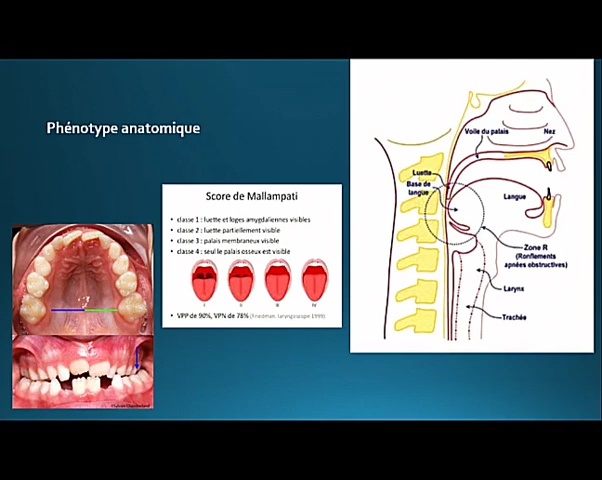 Phénotype anatomique
Score de Mallampati
• classe 1 : luette et loges amygdaliennes visibles
• classe 2 : luette partiellement visible
• classe 3 : palais membraneux visible
• classe 4 : seul le palais osseux est visible
I II III IV
• VPP de 90%, VPN de 78% (Friedman, laryngoscope 1999)
Voile du palais
Nez
Luette
Base de
langue
Langue
Zone R
(Ronflements
apnées obstructives)
Larynx
Trachée